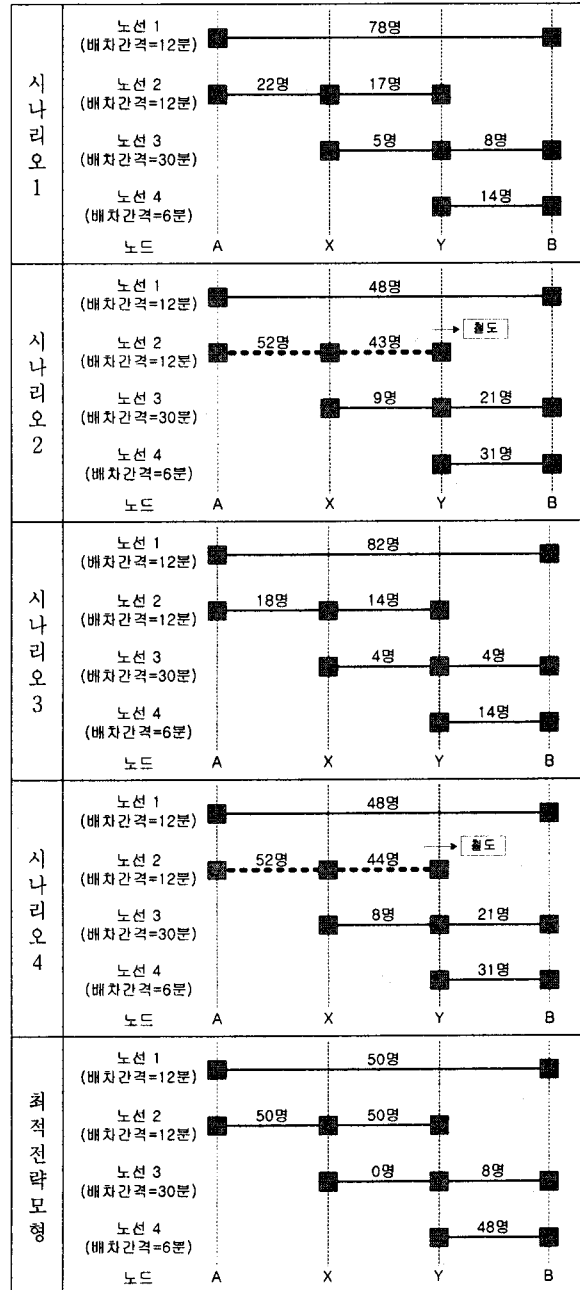 시나리오1
노선 1
(배차간격=12분)
78명
노선 2
(배차간격=12분)
22명 17명
노선 3
(배차간격=30분)
5명 8명
노선 4
(배차간격=6분)
14명
노드 A X Y B
시나리오2
노선 1
(배차간격=12분)
48명
노선 2
(배차간격=12분)
52명 43명 철도
노선 3
(배차간격=30분)
9명 21명
노선 4
(배차간격=6분)
31명
노드 A X Y B
시나리오3
노선 1
(배차간격=12분)
82명
노선 2
(배차간격=12분)
18명 14명
노선 3
(배차간격=30분)
4명 4명
노선 4
(배차간격=6분)
14명
노드 A X Y B
시나리오4
노선 1
(배차간격=12분)
48명
노선 2
(배차간격=12분)
52명 44명 철도
노선 3
(배차간격=30분)
8명 21명
노선 4
(배차간격=6분)
31명
노드 A X Y B
최적전략모형
노선 1
(배차간격=12분)
50명
노선 2
(배차간격=12분)
50명 50명
노선 3
(배차간격=30분)
0명 8명
노선 4
(배차간격=6분)
48명
노드 A X Y B